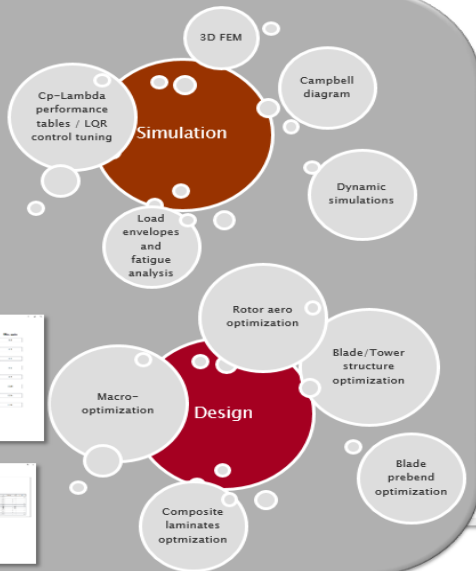 3D FEM
Campbell
diagram
Cp-Lambda
performance
tables / LQR
control tuning
Simulation
Dynamic
simulations
Load
envelopes
and
fatigue
analysis
Rotor aero
optimization
Blade/Tower
structure
optimization
Macro-
optimization
Design
Blade
prebend
optimization
Composite
laminates
optmization